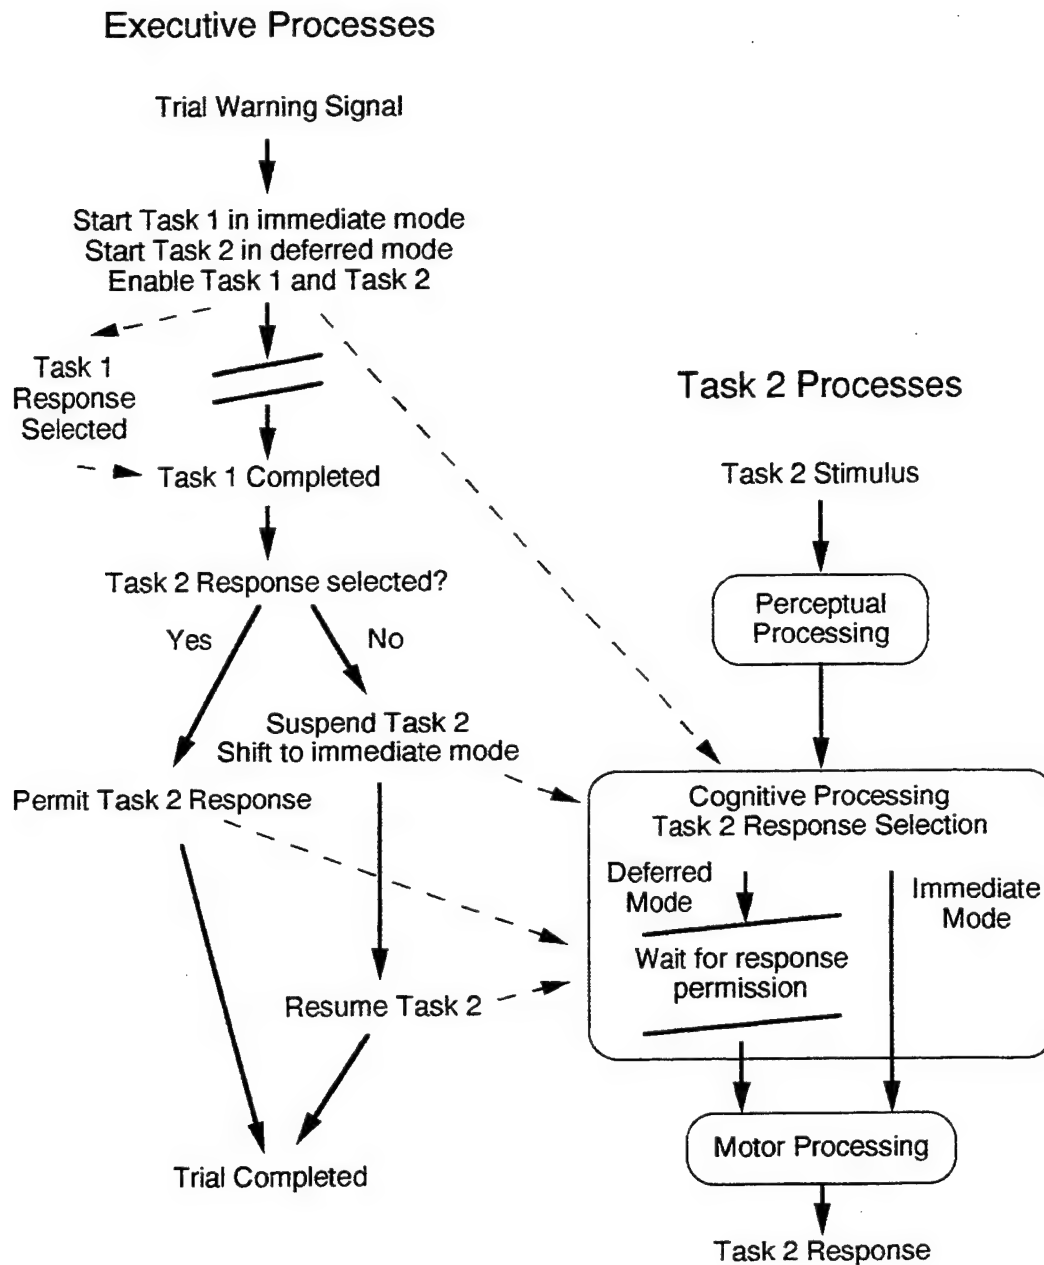 Executive Processes
Trial Warning Signal
Start Task 1 in immediate mode
Start Task 2 in deferred mode
Enable Task 1 and Task 2
Task 1
Response
Selected
Task 1 Completed
Task 2 Response selected?
Yes
No
Suspend Task 2
Shift to immediate mode
Permit Task 2 Response
Resume Task 2
Trial Completed
Task 2 Processes
Task 2 Stimulus
Perceptual
Processing
Cognitive Processing
Task 2 Response Selection
Deferred
Mode
Immediate
Mode
Wait for response
permission
Motor Processing
Task 2 Response